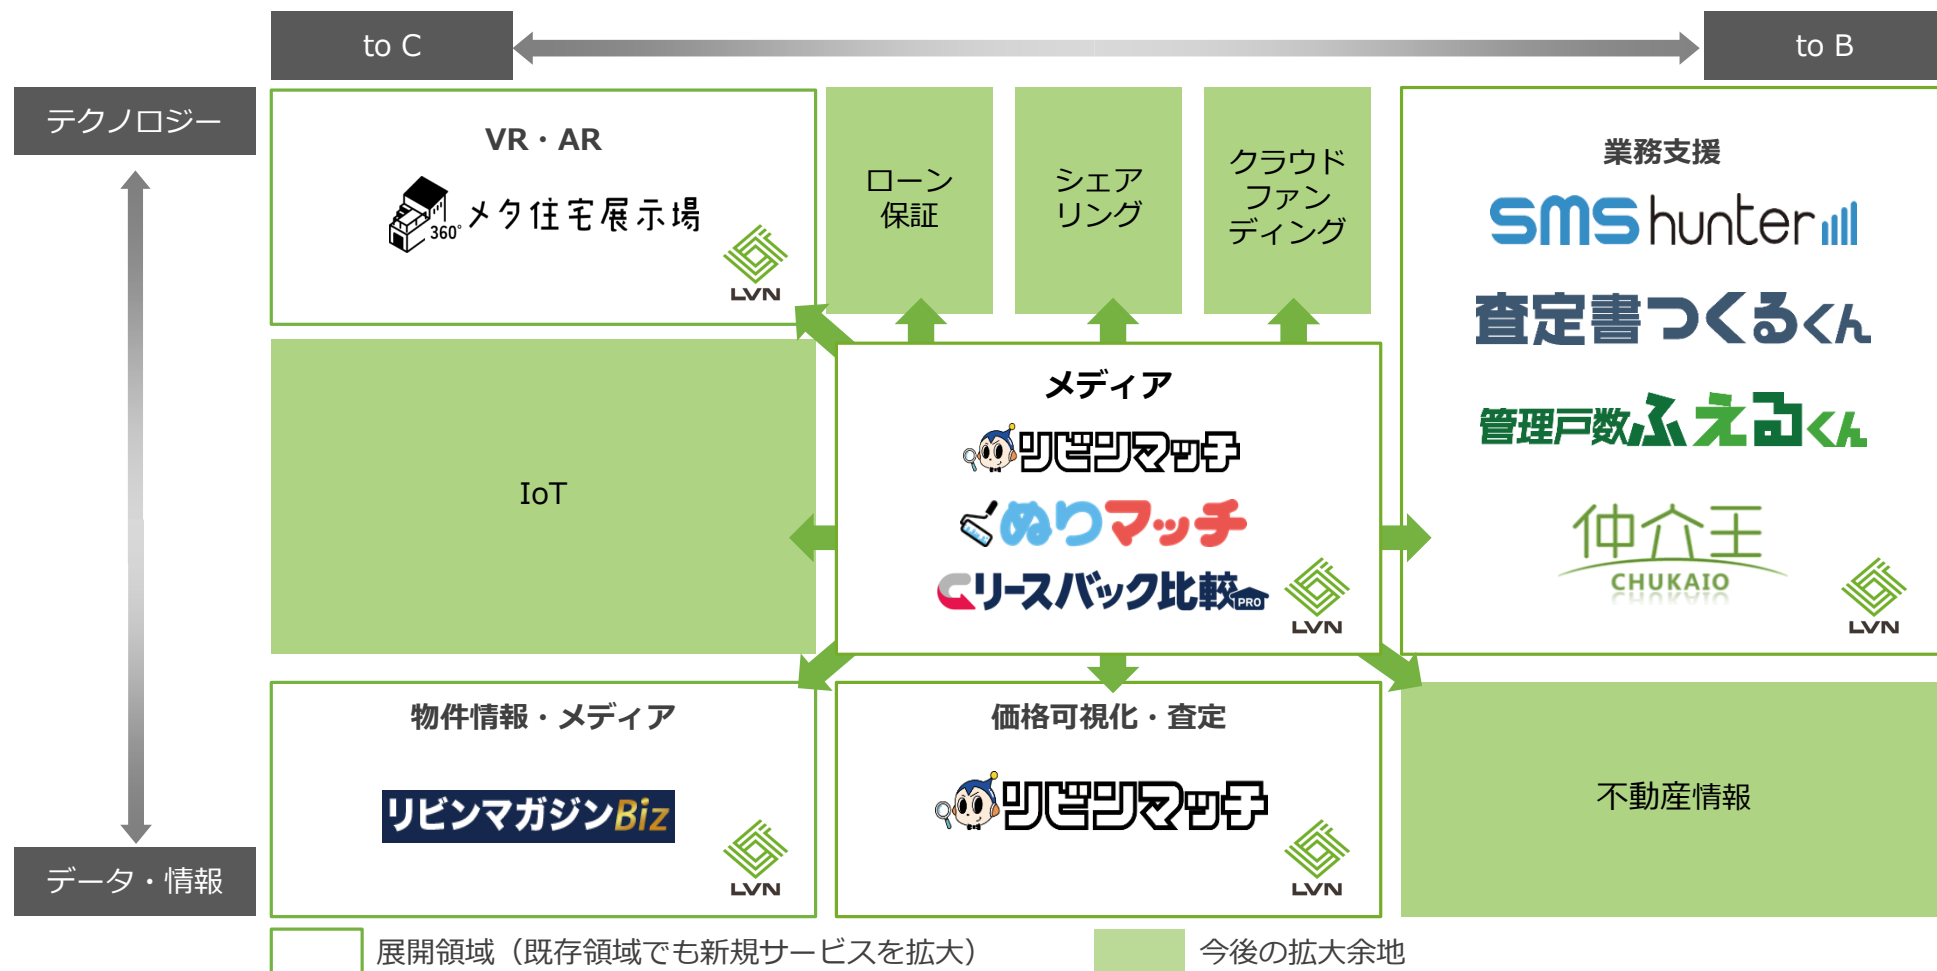 to C
to B
テクノロジー
データ・情報
VR・AR
360°
メタ住宅展示場
LVN
ローン
保証
シェア
リング
クラウド
ファン
ディング
業務支援
SMS hunter
査定書つくるくん
管理戸数ふえるくん
仲介王
CHUKAIO
LVN
IoT
メディア
リビンマッチ
ぬりマッチ
リースバック比較PRO
LVN
物件情報・メディア
リビンマガジンBiz
LVN
価格可視化・査定
リビンマッチ
LVN
不動産情報
展開領域（既存領域でも新規サービスを拡大）
今後の拡大余地